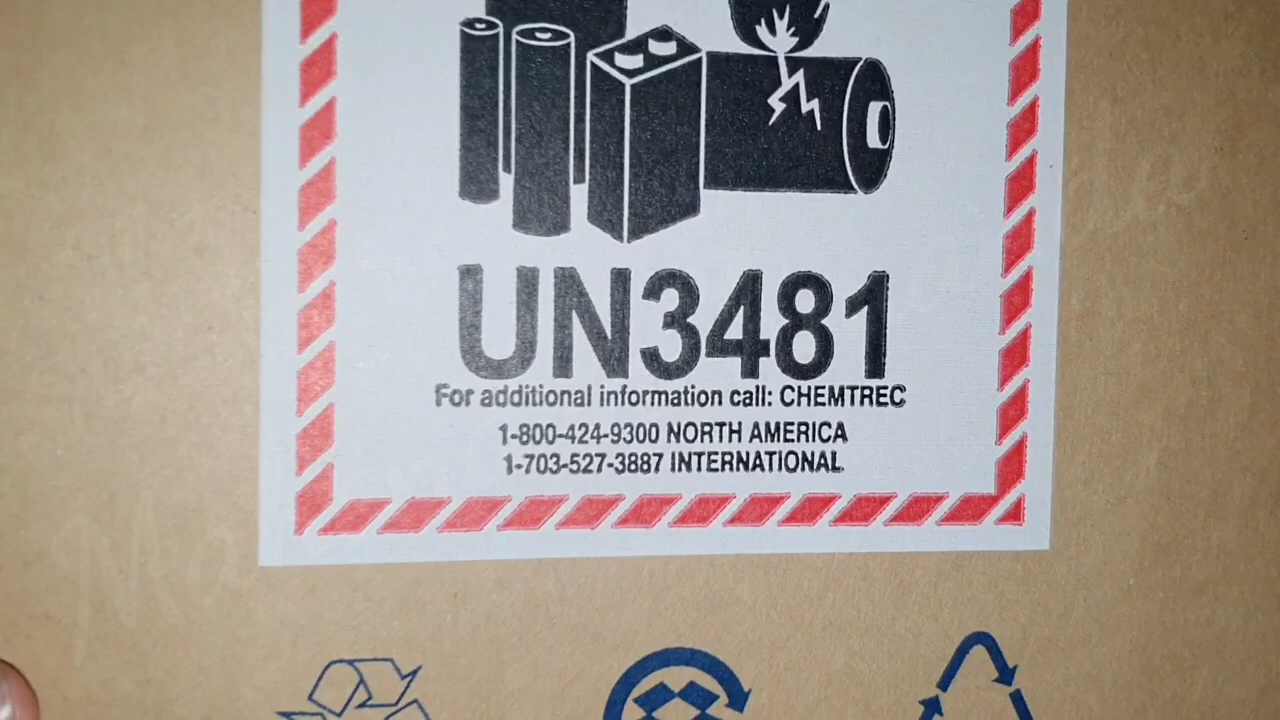 UN3481
For additional information call: CHEMTREC
1-800-424-9300 NORTH AMERICA
1-703-527-3887 INTERNATIONAL